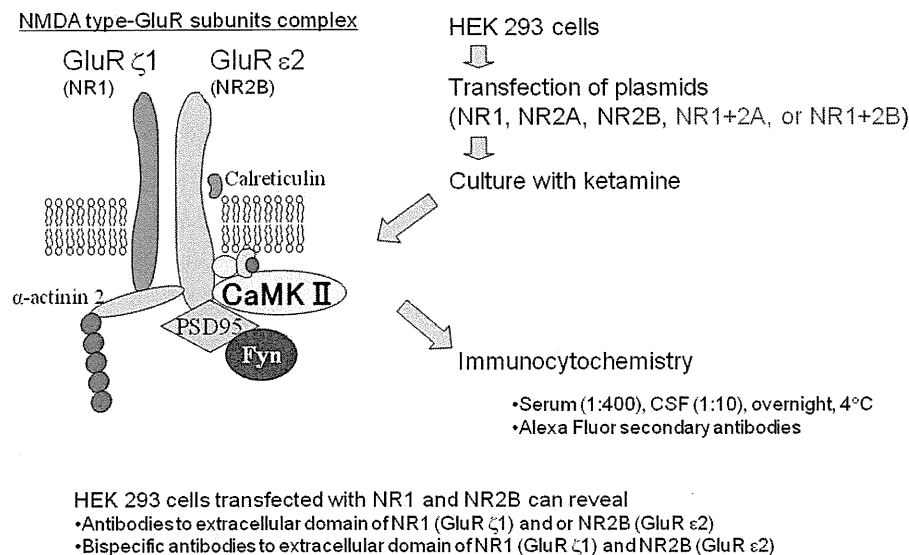 NMDA type-GluR subunits complex
GluR ζ1
(NR1)
GluR ε2
(NR2B)
Calreticulin
α-actinin 2
CaMK Ⅱ
PSD95
Fyn
HEK 293 cells
Transfection of plasmids
(NR1, NR2A, NR2B, NR1+2A, or NR1+2B)
Culture with ketamine
Immunocytochemistry
•Serum (1:400), CSF (1:10), overnight, 4°C
•Alexa Fluor secondary antibodies
HEK 293 cells transfected with NR1 and NR2B can reveal
•Antibodies to extracellular domain of NR1 (GluR ζ1) and or NR2B (GluR ε2)
•Bispecific antibodies to extracellular domain of NR1 (GluR ζ1) and NR2B (GluR ε2)